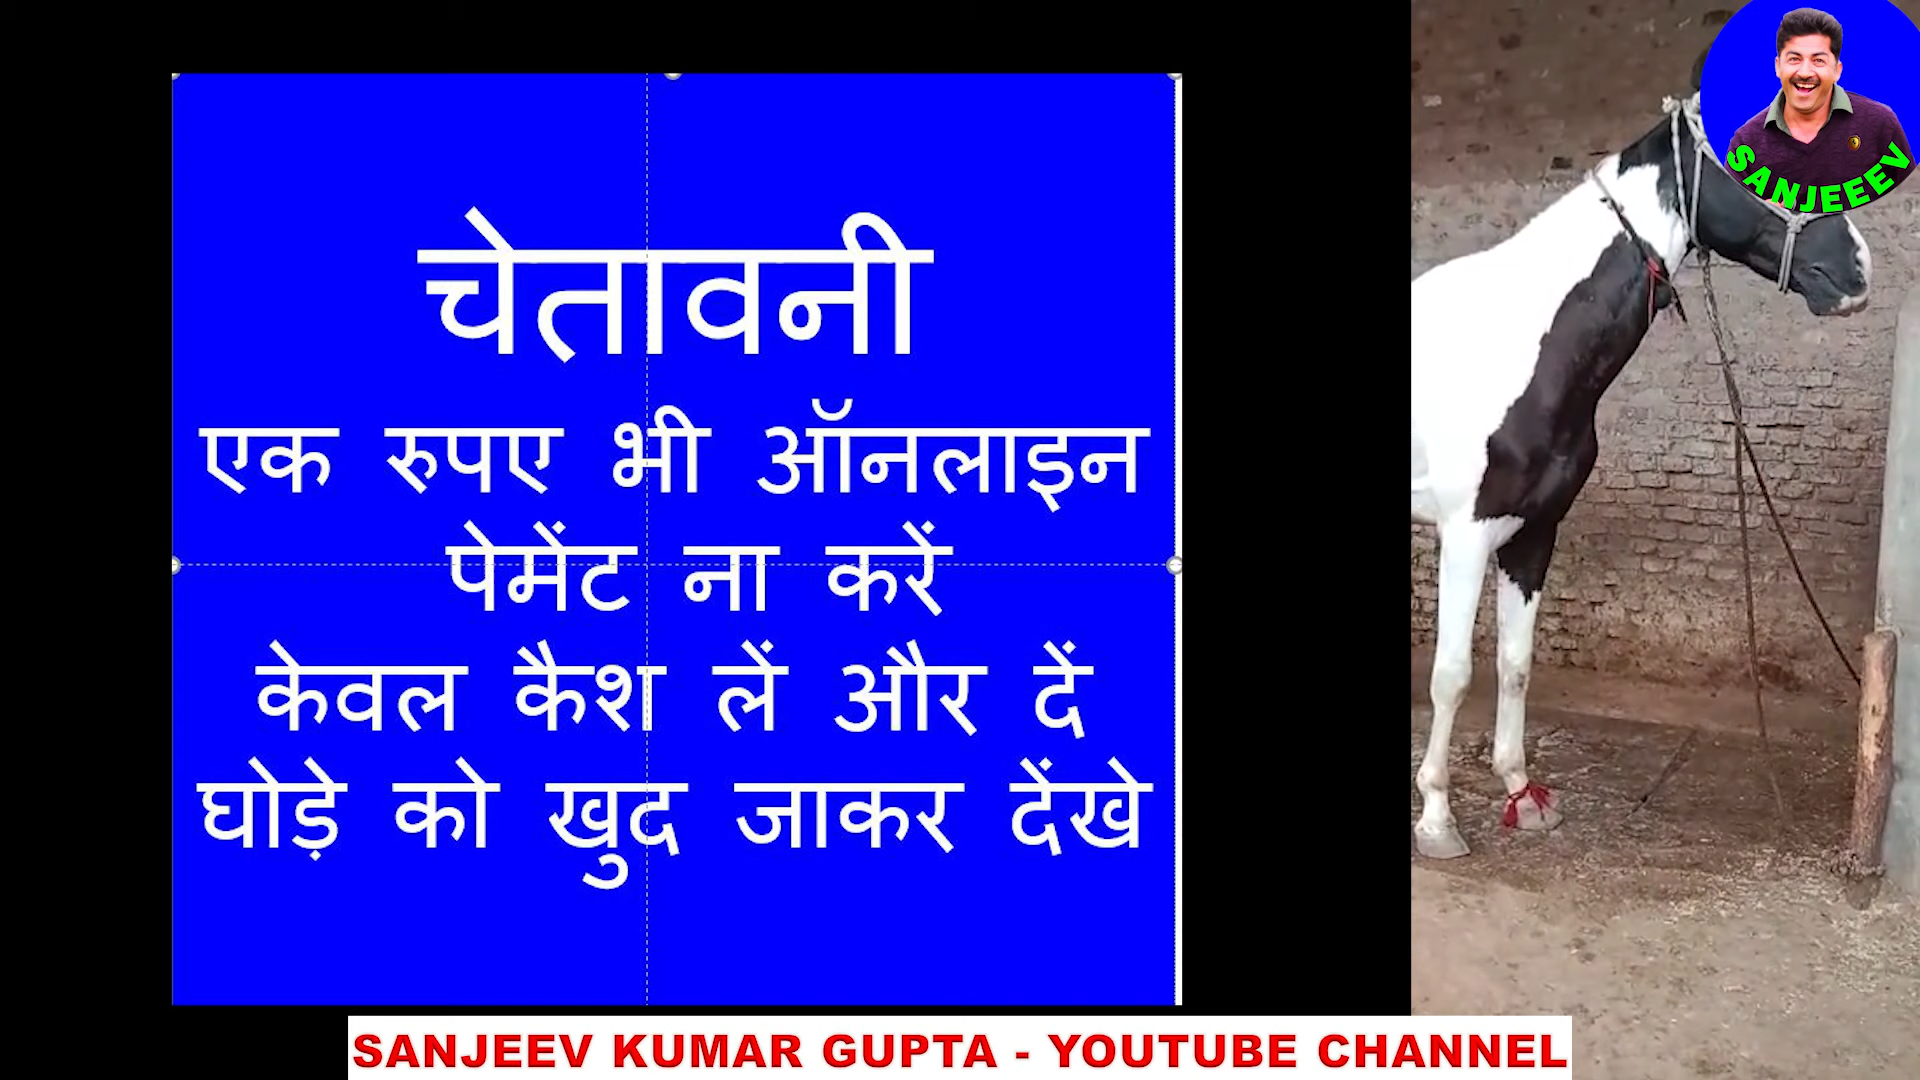 चेतावनी
एक रुपए भी ऑनलाइन
पेमेंट ना करें
केवल कैश लें और दें
घोड़े को खुद जाकर देंखे
SANJEEEV
SANJEEV KUMAR GUPTA - YOUTUBE CHANNEL